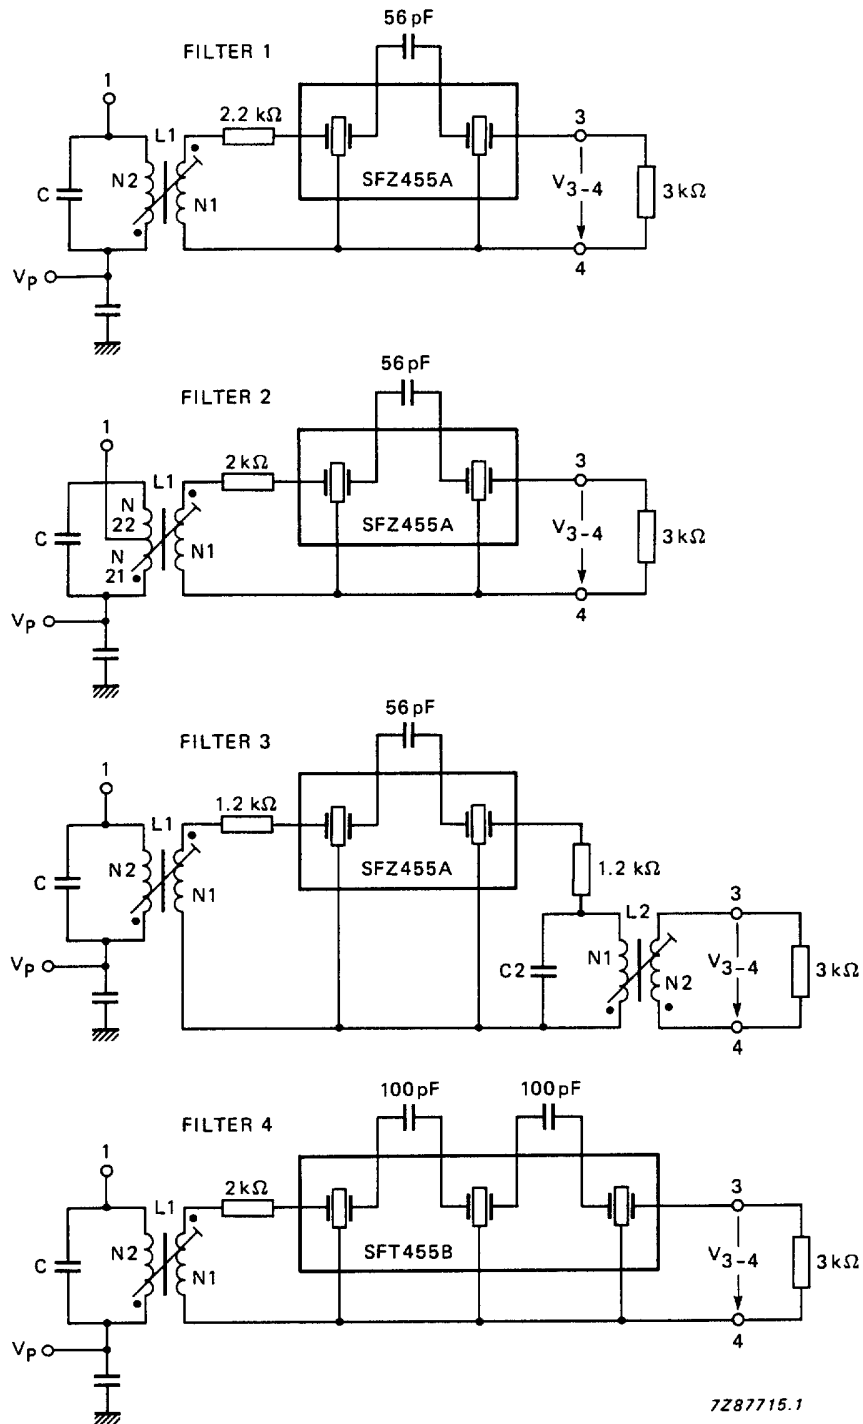 56 pF
FILTER 1
1
L1
2.2 kΩ
3
N2
C
N1
SFZ455A
V3-4
3 kΩ
VP
4
56 pF
FILTER 2
1
L1
2 kΩ
3
N
22
C
N
21
N1
SFZ455A
V3-4
3 kΩ
VP
4
56 pF
FILTER 3
1
L1
1.2 kΩ
N2
C
N1
SFZ455A
1.2 kΩ
L2
3
VP
C2
N1
N2
V3-4
3 kΩ
4
100 pF
100 pF
FILTER 4
1
L1
2 kΩ
3
N2
C
N1
SFT455B
V3-4
3 kΩ
VP
4
7Z87715.1